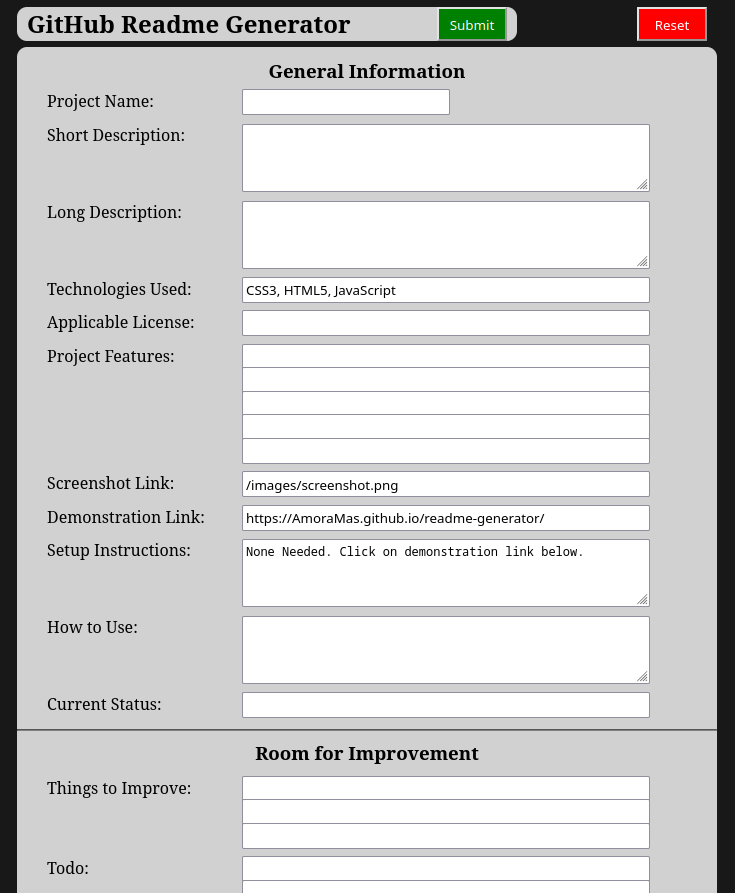 GitHub Readme Generator
Submit
Reset
General Information
Project Name:
Short Description:
Long Description:
Technologies Used:
CSS3, HTML5, JavaScript
Applicable License:
Project Features:
Screenshot Link:
/images/screenshot.png
Demonstration Link:
https://AmoraMas.github.io/readme-generator/
Setup Instructions:
None Needed. Click on demonstration link below.
How to Use:
Current Status:
Room for Improvement
Things to Improve:
Todo: